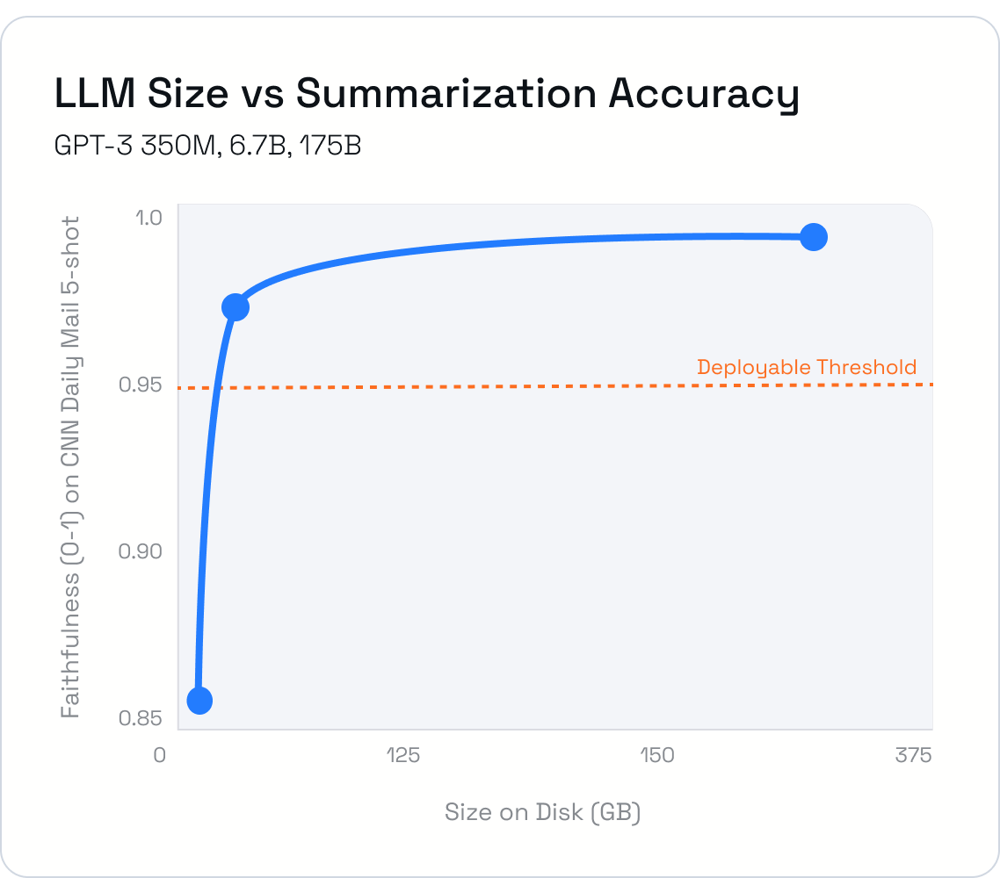 LLM Size vs Summarization Accuracy
GPT-3 350M, 6.7B, 175B
Faithfulness (0-1) on CNN Daily Mail 5-shot
1.0
0.95
0.90
0.85
Deployable Threshold
0
125
150
375
Size on Disk (GB)